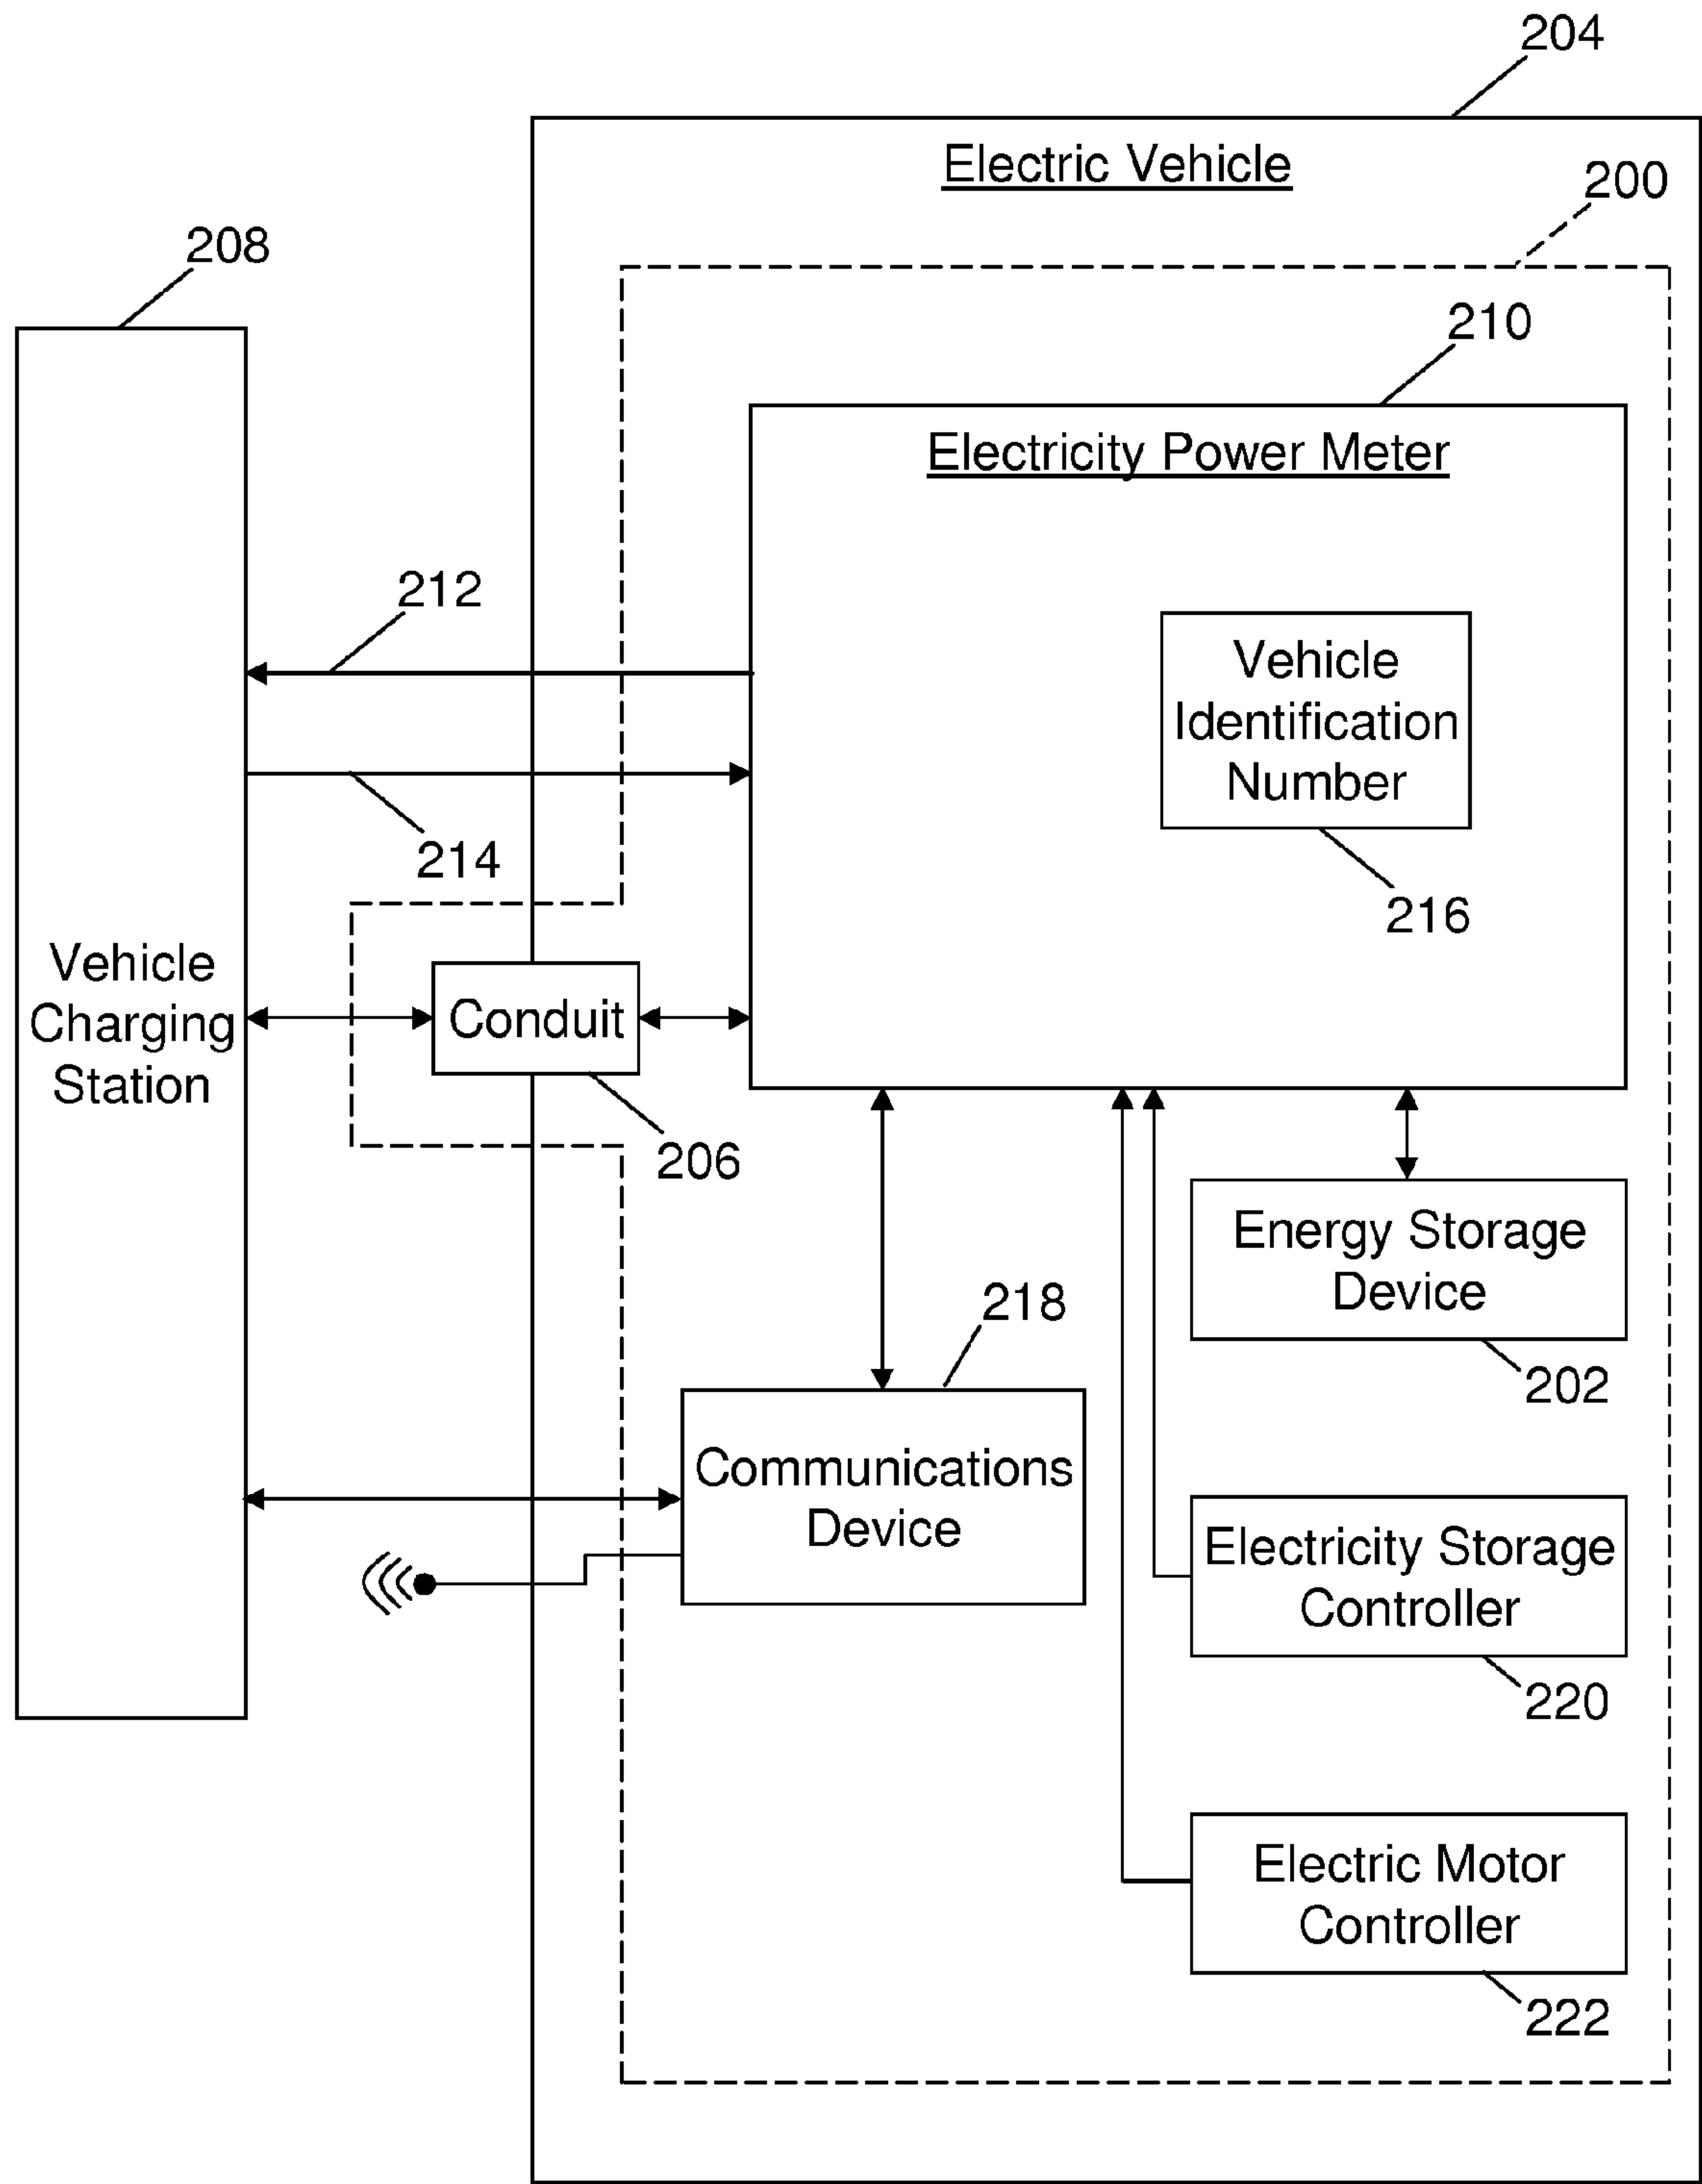 204
Electric Vehicle
200
208
210
Electricity Power Meter
212
Vehicle
Identification
Number
214
216
Vehicle
Charging
Station
Conduit
206
Energy Storage
Device
218
202
Communications
Device
Electricity Storage
Controller
220
Electric Motor
Controller
222